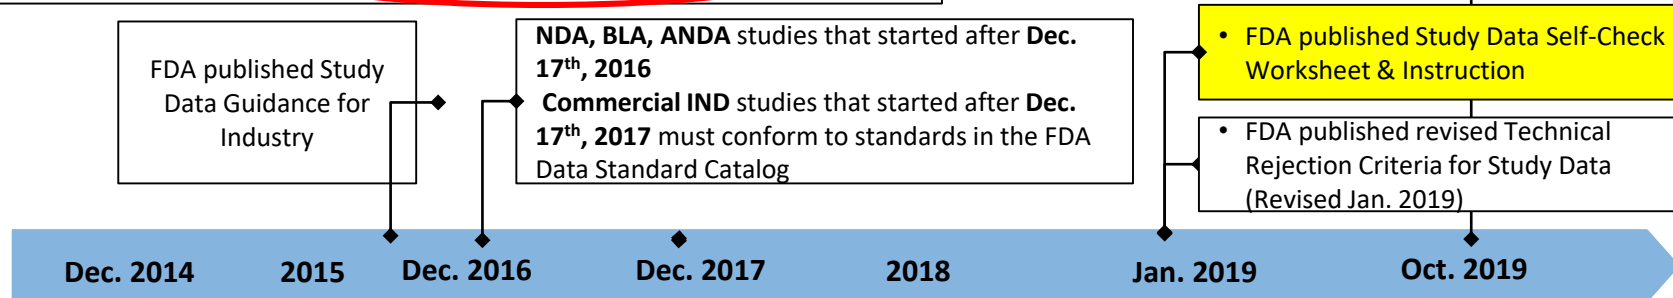 FDA published Study
Data Guidance for
Industry
NDA, BLA, ANDA studies that started after Dec.
17th, 2016
Commercial IND studies that started after Dec.
17th, 2017 must conform to standards in the FDA
Data Standard Catalog
• FDA published Study Data Self-Check
Worksheet & Instruction
• FDA published revised Technical
Rejection Criteria for Study Data
(Revised Jan. 2019)
Dec. 2014 2015 Dec. 2016 Dec. 2017 2018 Jan. 2019 Oct. 2019